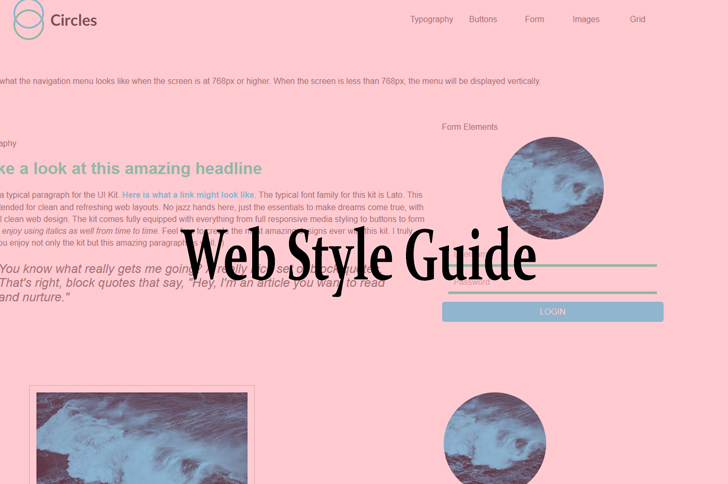 Circles
Typography Buttons Form Images Grid
what the navigation menu looks like when the screen is at 768px or higher. When the screen is less than 768px, the menu will be displayed vertically.
Form Elements
aphy
ke a look at this amazing headline
a typical paragraph for the UI Kit. Here is what a link might look like. The typical font family for this kit is Lato. This
tended for clean and refreshing web layouts. No jazz hands here, just the essentials to make dreams come true, with
l clean web design. The kit comes fully equipped with everything from full responsive media styling to buttons to form
enjoy using italics as well from time to time. Feel to the most amazing designs ever with this kit. I truly
ou enjoy not only the kit but this amazing paragraph as well.
Web Style Guide
You know what really gets me going? A really nice set of block quotes.
That's right, block quotes that say, "Hey, I'm an article you want to read
and nurture."
Password
LOGIN